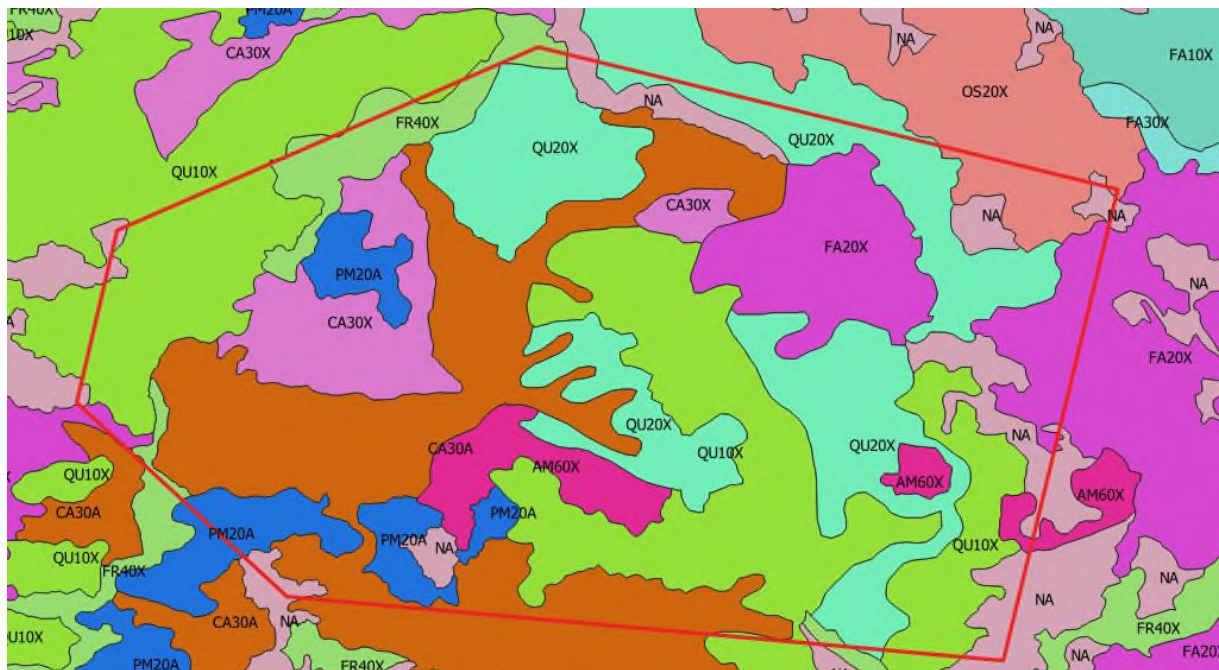 FR40X
PM20A
10X
CA30X
NA
NA
FA10X
OS20X
NA
FR40X
FA30X
QU20X
QU20X
QU10X
CA30X
NA
NA
FA20X
PM20A
NA
CA30X
FA20X
QU20X
NA
CA30A
QU20X
QU10X
AM60X
QU10X
AM60X
AM60X
CA30A
PM20A
PM20A
PM20A
NA
QU10X
QU10X
FR40X
NA
NA
CA30A
NA
FR40X
U10X
PM20A
FR40X
NA
FA20X